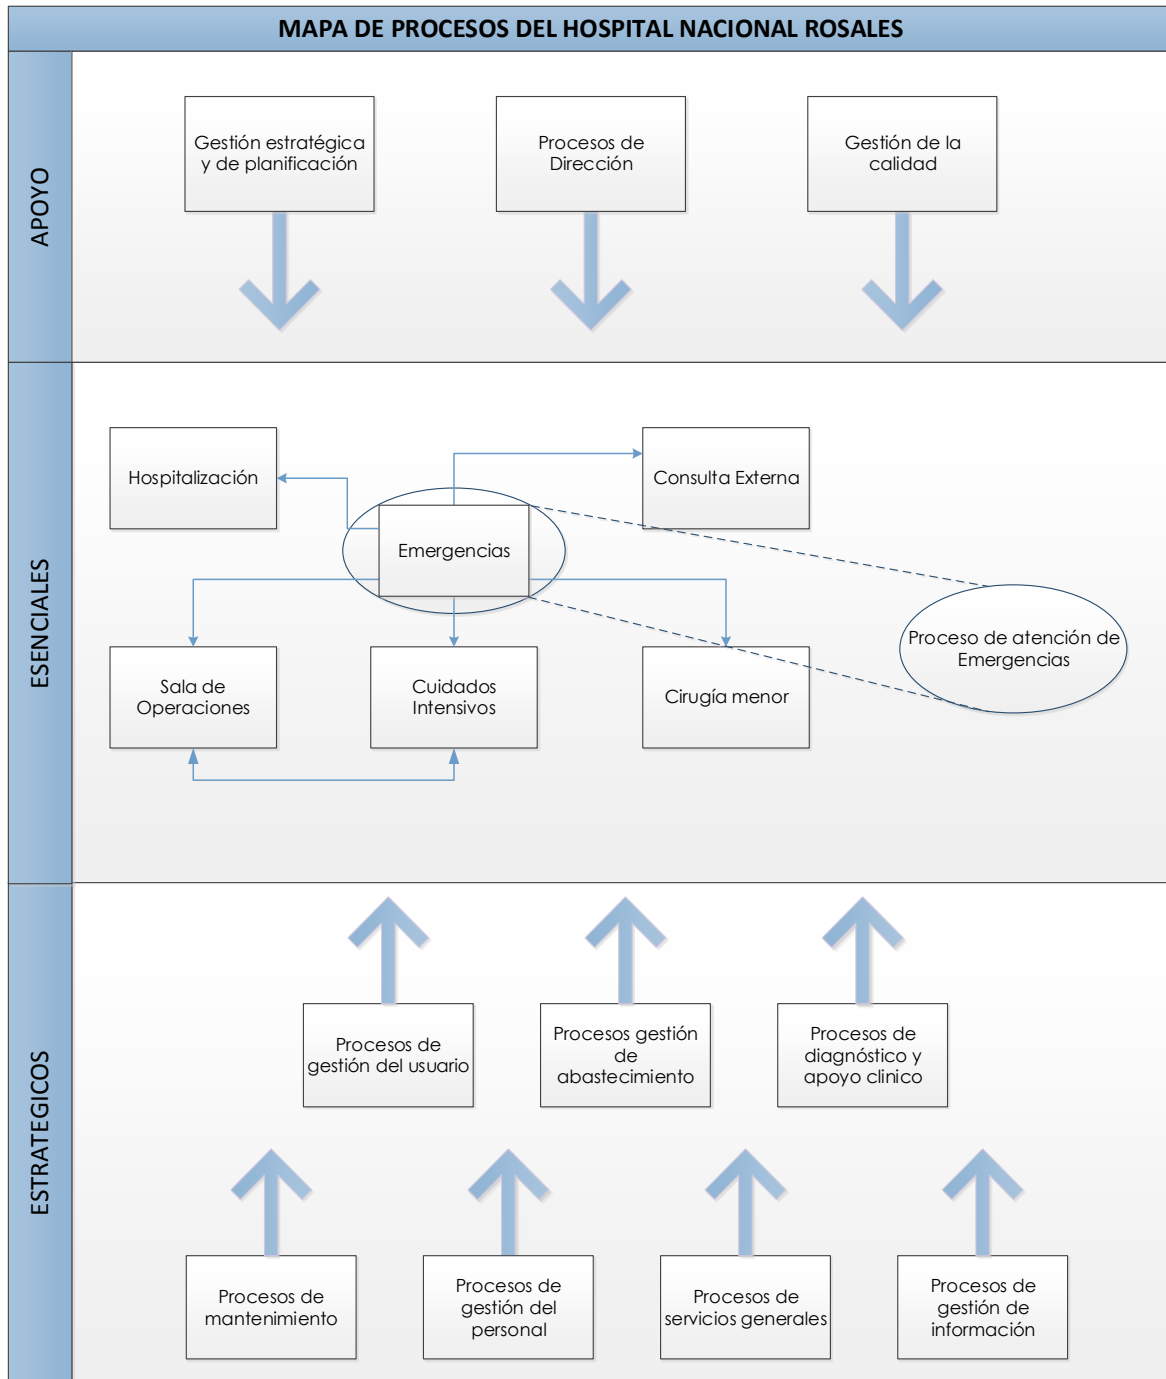 MAPA DE PROCESOS DEL HOSPITAL NACIONAL ROSALES
APOYO
Gestión estratégica
y de planificación
Procesos de
Dirección
Gestión de la
calidad
ESENCIALES
Hospitalización
Consulta Externa
Emergencias
Proceso de atención de
Emergencias
Sala de
Operaciones
Cuidados
Intensivos
Cirugía menor
ESTRATEGICOS
Procesos de
gestión del usuario
Procesos gestión
de
abastecimiento
Procesos de
diagnóstico y
apoyo clinico
Procesos de
mantenimiento
Procesos de
gestión del
personal
Procesos de
servicios generales
Procesos de
gestión de
información